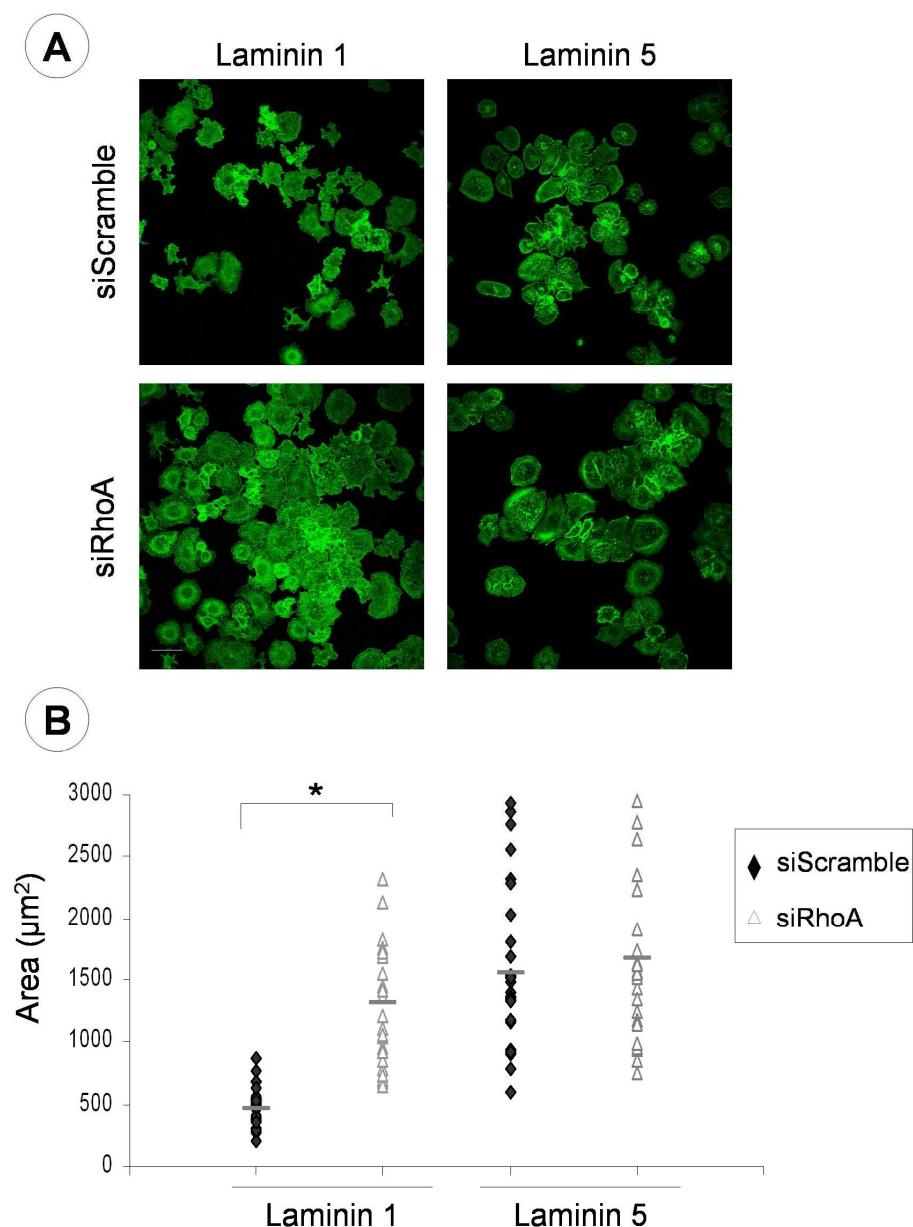 A
Laminin 1
Laminin 5
siScramble
siRhoA
B
*
Area (µm²)
3000
2500
2000
1500
1000
500
0
siScramble
siRhoA
Laminin 1
Laminin 5